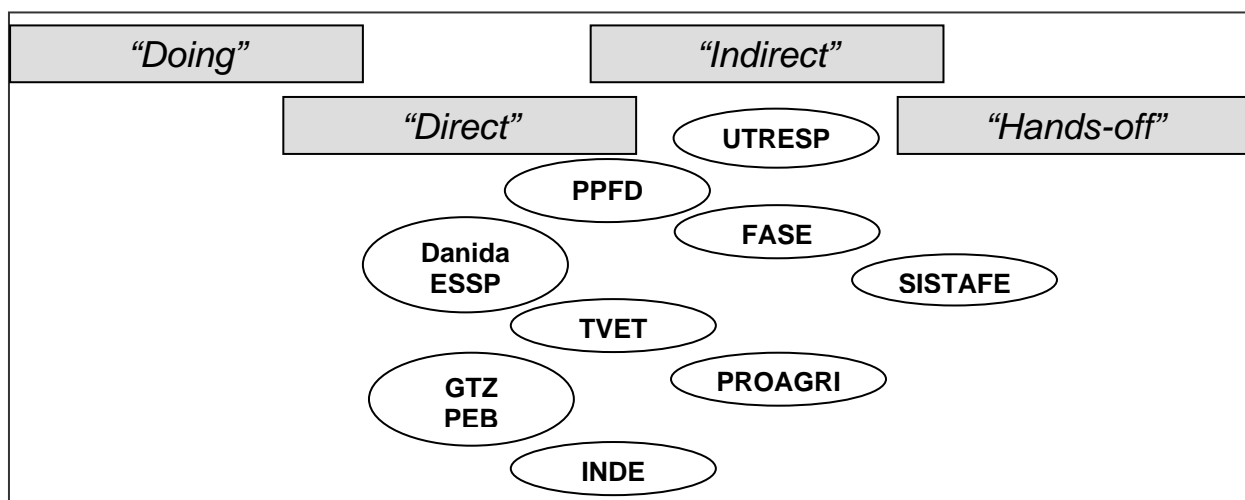 “Doing”
“Indirect”
“Direct”
“Hands-off”
UTRESP
PPFD
FASE
Danida
ESSP
SISTAFE
TVET
PROAGRI
GTZ
PEB
INDE